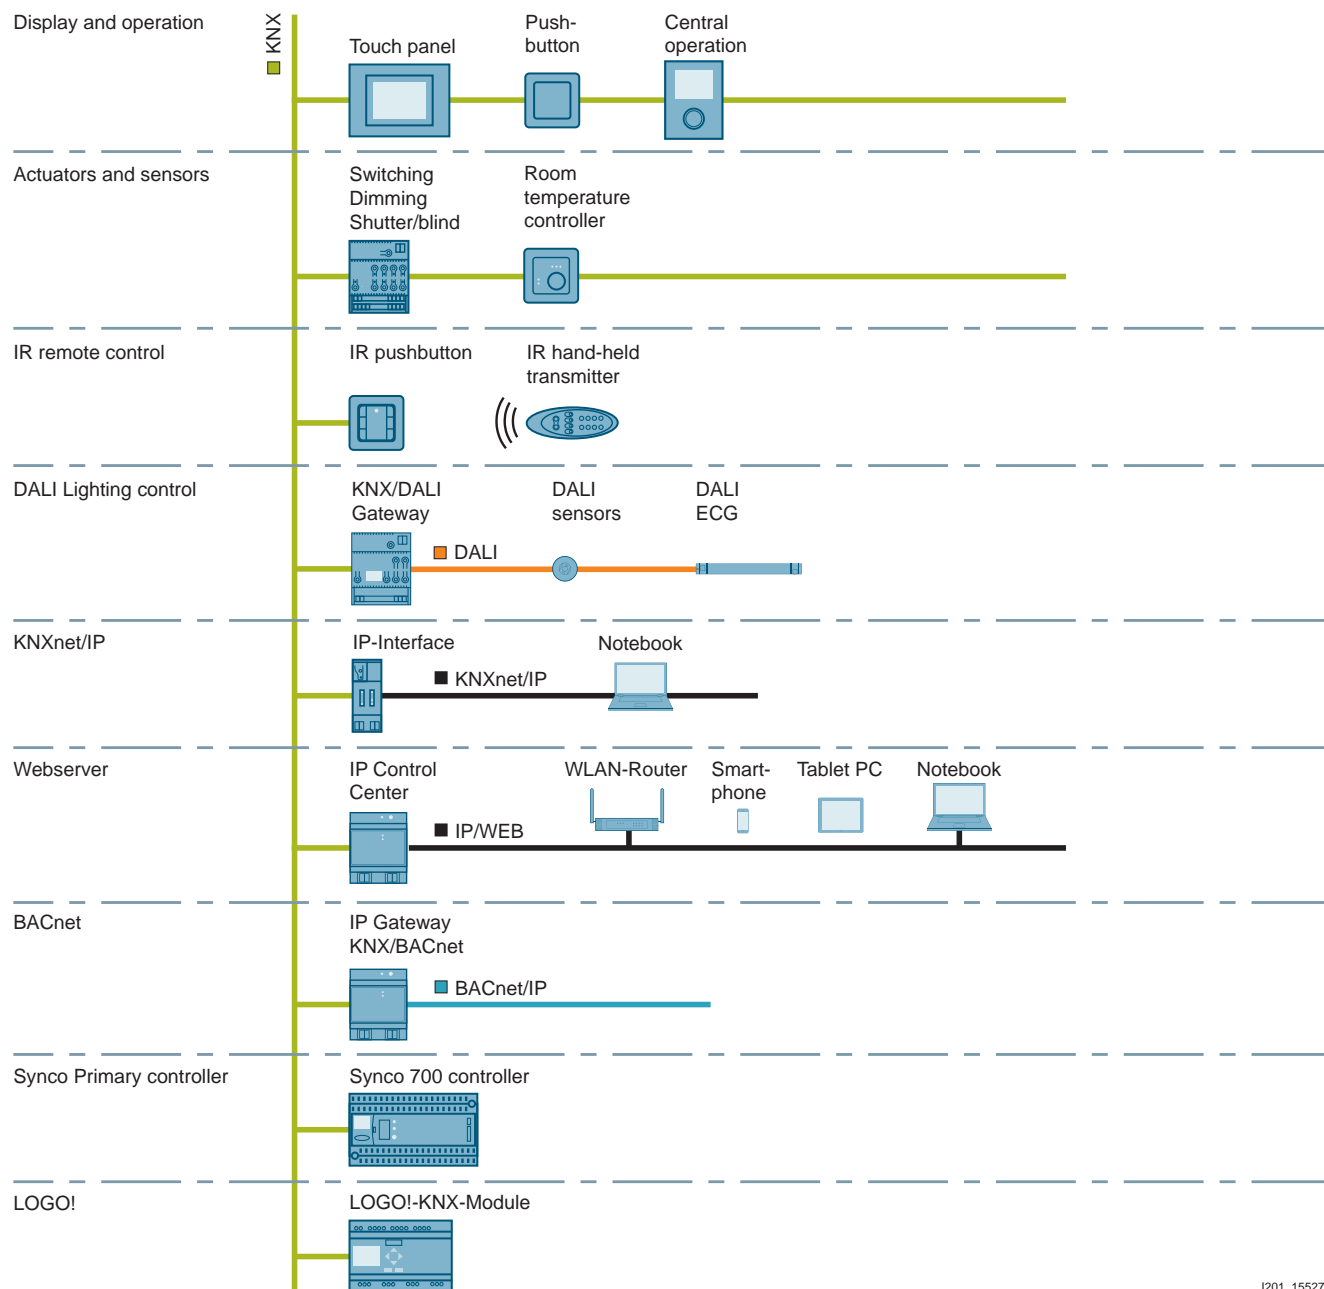 Display and operation
KNX
Touch panel
Push-
button
Central
operation
Actuators and sensors
Switching
Dimming
Shutter/blind
Room
temperature
controller
IR remote control
IR pushbutton
IR hand-held
transmitter
DALI Lighting control
KNX/DALI
Gateway
DALI
sensors
DALI
ECG
DALI
KNXnet/IP
IP-Interface
Notebook
KNXnet/IP
Webserver
IP Control
Center
WLAN-Router
Smart-
phone
Tablet PC
Notebook
IP/WEB
BACnet
IP Gateway
KNX/BACnet
BACnet/IP
Synco Primary controller
Synco 700 controller
LOGO!
LOGO!-KNX-Module
I201_15527